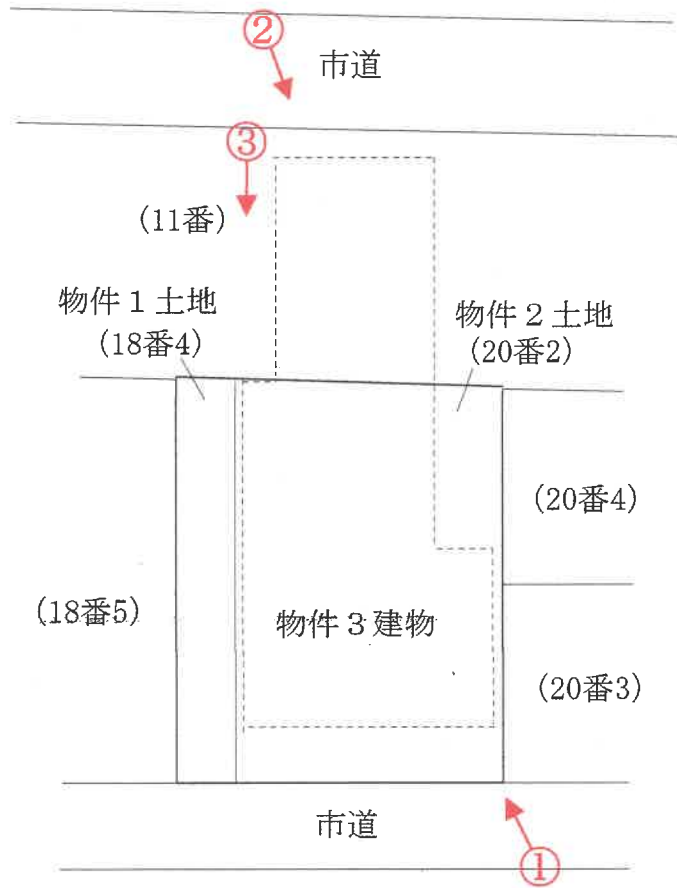 ②
市道
③
(11番)
物件１土地
(18番4)
物件２土地
(20番2)
(20番4)
(18番5)
物件３建物
(20番3)
市道
①